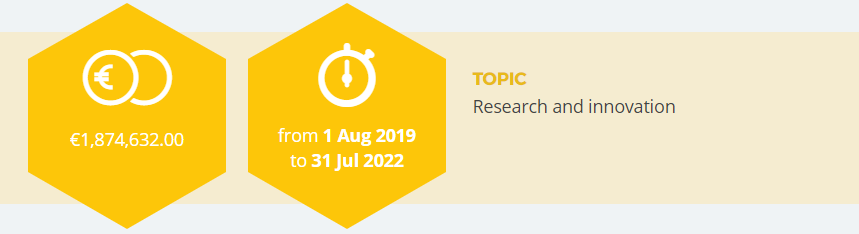 €
€1,874,632.00
from 1 Aug 2019
to 31 Jul 2022
TOPIC
Research and innovation